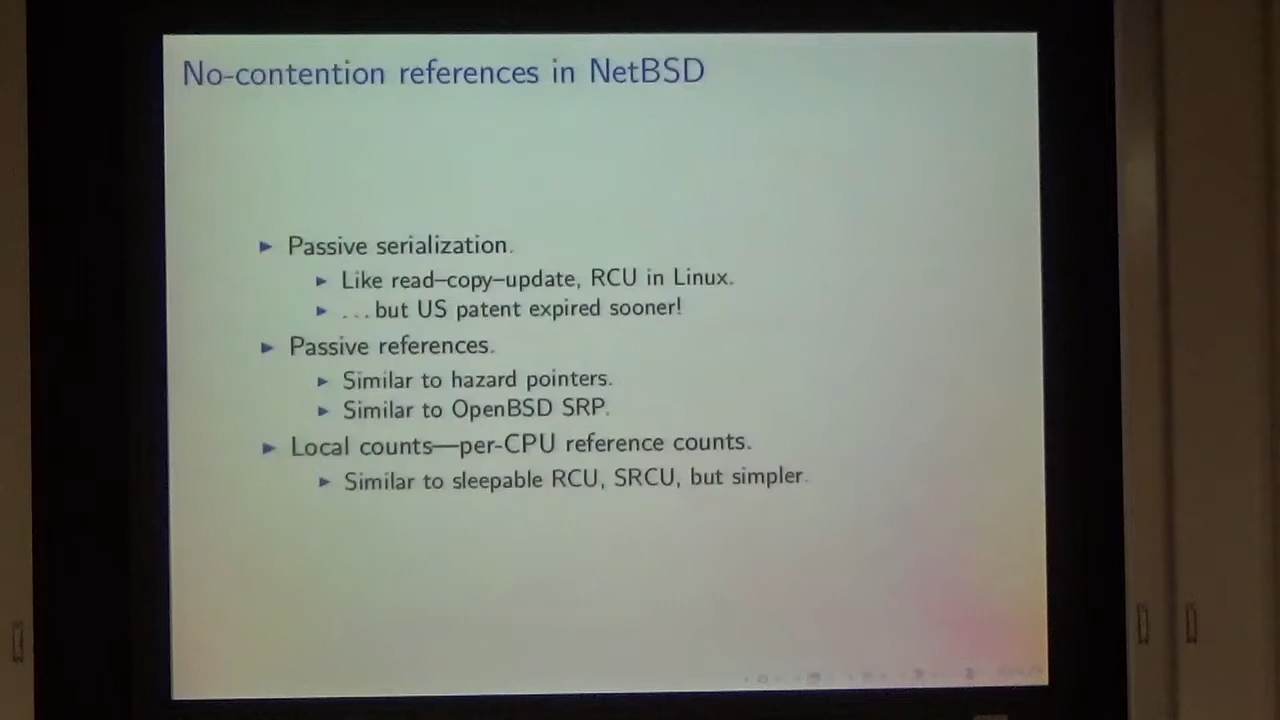 No-contention references in NetBSD
▶ Passive serialization.
▶ Like read–copy–update, RCU in Linux.
▶ ...but US patent expired sooner!
▶ Passive references.
▶ Similar to hazard pointers.
▶ Similar to OpenBSD SRP.
▶ Local counts—per-CPU reference counts.
▶ Similar to sleepable RCU, SRCU, but simpler.